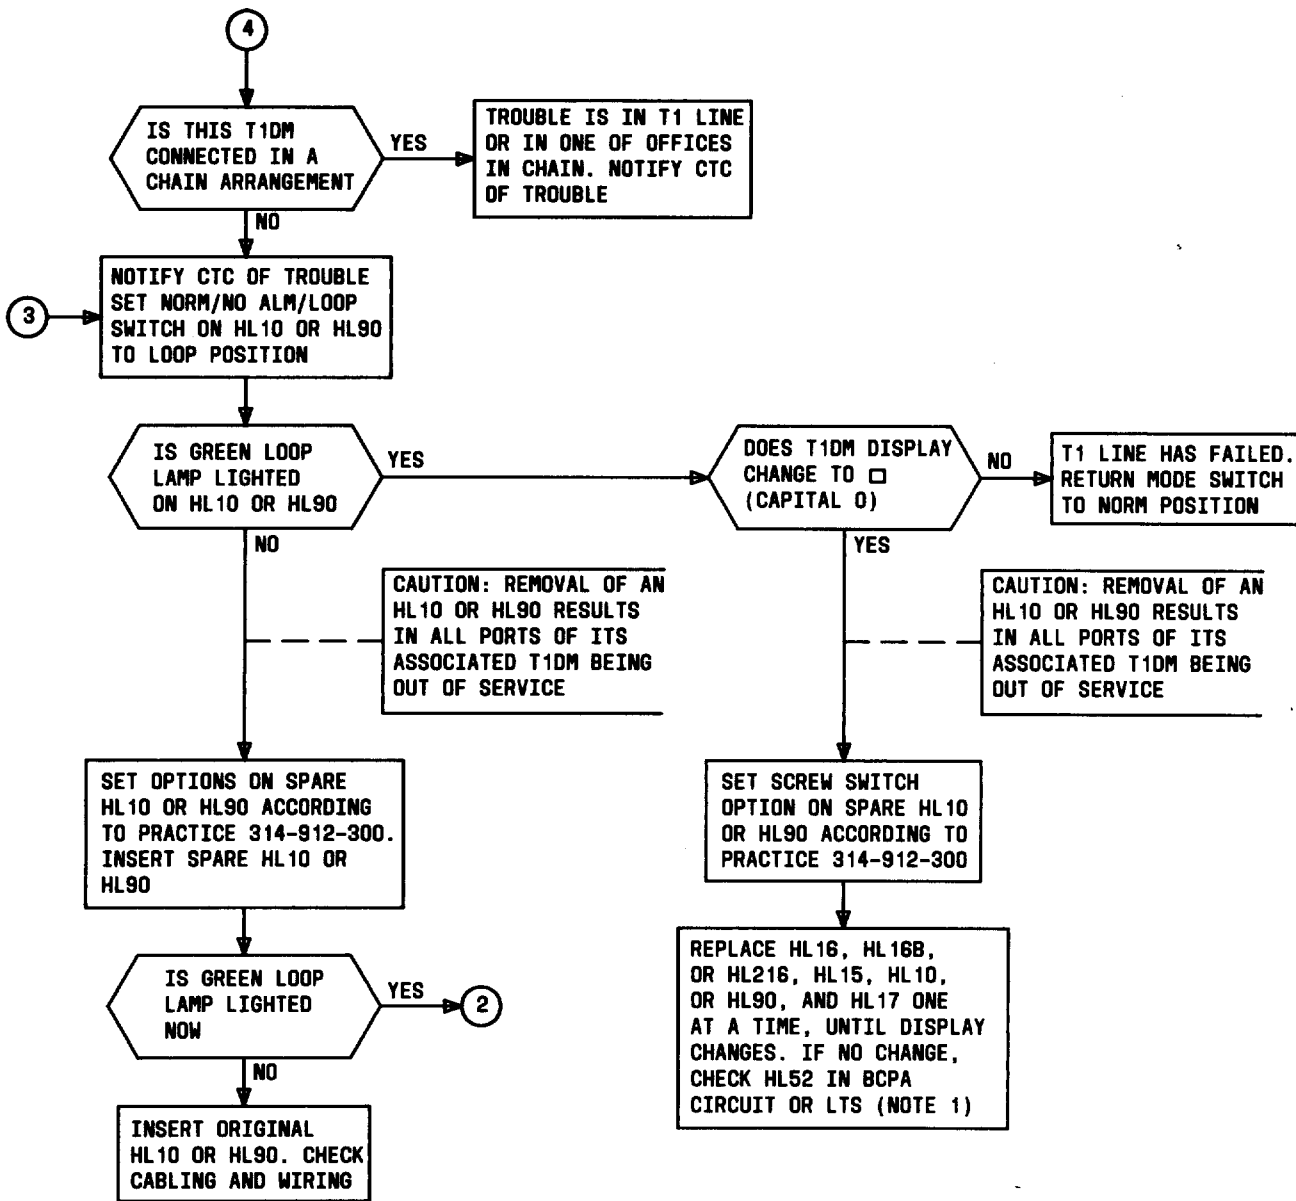 4
IS THIS T1DM
CONNECTED IN A
CHAIN ARRANGEMENT
YES
TROUBLE IS IN T1 LINE
OR IN ONE OF OFFICES
IN CHAIN. NOTIFY CTC
OF TROUBLE
NO
3
NOTIFY CTC OF TROUBLE
SET NORM/NO ALM/LOOP
SWITCH ON HL10 OR HL90
TO LOOP POSITION
IS GREEN LOOP
LAMP LIGHTED
ON HL10 OR HL90
YES
DOES T1DM DISPLAY
CHANGE TO □
(CAPITAL O)
NO
T1 LINE HAS FAILED.
RETURN MODE SWITCH
TO NORM POSITION
NO
YES
CAUTION: REMOVAL OF AN
HL10 OR HL90 RESULTS
IN ALL PORTS OF ITS
ASSOCIATED T1DM BEING
OUT OF SERVICE
CAUTION: REMOVAL OF AN
HL10 OR HL90 RESULTS
IN ALL PORTS OF ITS
ASSOCIATED T1DM BEING
OUT OF SERVICE
SET OPTIONS ON SPARE
HL10 OR HL90 ACCORDING
TO PRACTICE 314-912-300.
INSERT SPARE HL10 OR
HL90
SET SCREW SWITCH
OPTION ON SPARE HL10
OR HL90 ACCORDING TO
PRACTICE 314-912-300
IS GREEN LOOP
LAMP LIGHTED
NOW
YES
2
REPLACE HL16, HL16B,
OR HL216, HL15, HL10,
OR HL90, AND HL17 ONE
AT A TIME, UNTIL DISPLAY
CHANGES. IF NO CHANGE,
CHECK HL52 IN BCPA
CIRCUIT OR LTS (NOTE 1)
NO
INSERT ORIGINAL
HL10 OR HL90. CHECK
CABLING AND WIRING